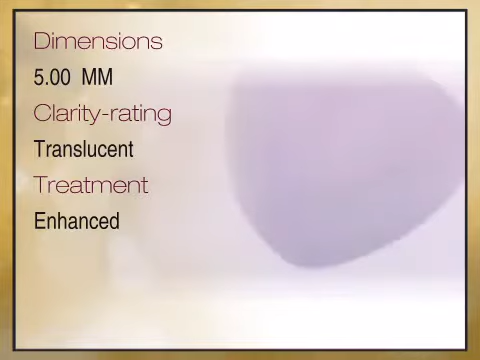 Dimensions
5.00 MM
Clarity-rating
Translucent
Treatment
Enhanced